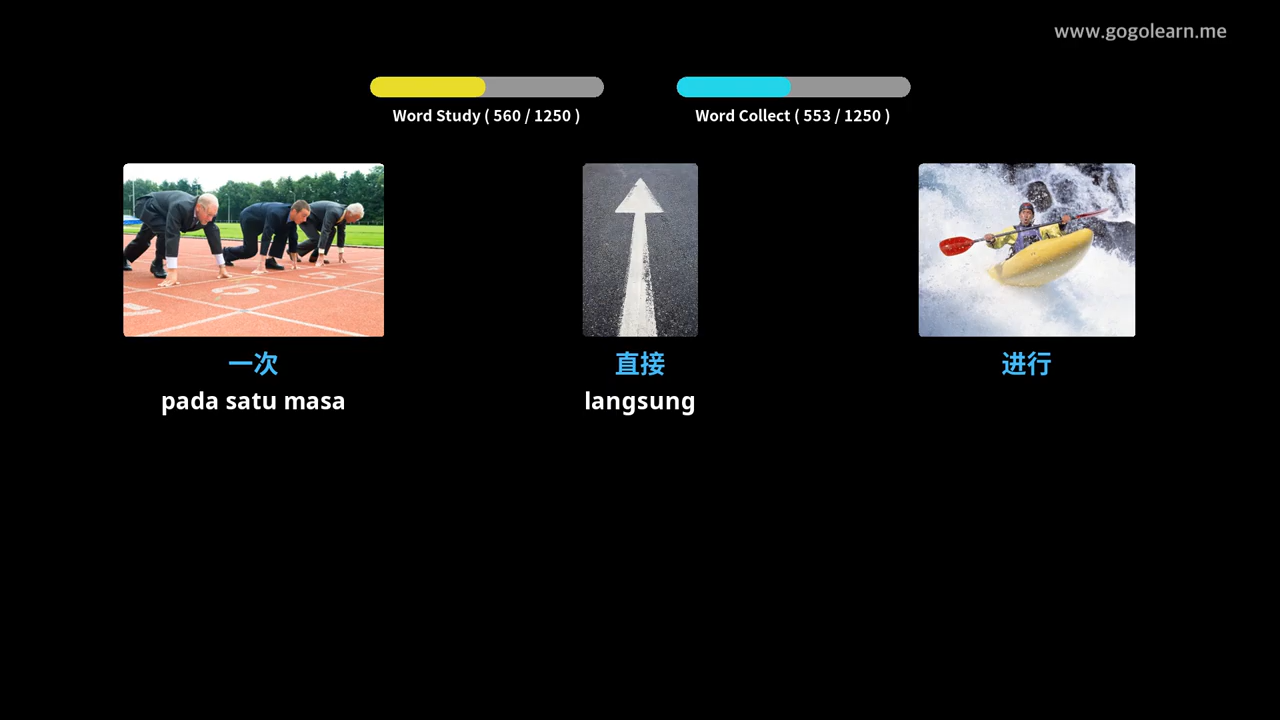 www.gogolearn.me
Word Study ( 560 / 1250 )
Word Collect ( 553 / 1250 )
一次
直接
进行
pada satu masa
langsung